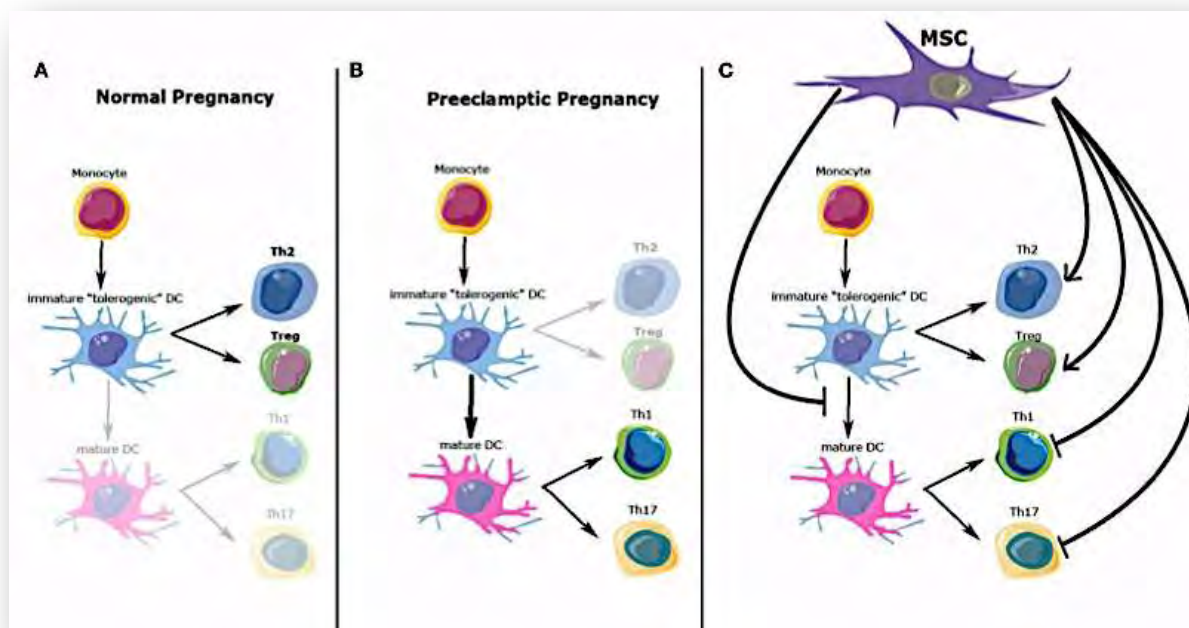 A
Normal Pregnancy
Monocyte
Th2
immature "tolerogenic" DC
Treg
Th1
mature DC
Th17
B
Preeclamptic Pregnancy
Monocyte
Th2
immature "tolerogenic" DC
Treg
Th1
mature DC
Th17
C
MSC
Monocyte
Th2
immature "tolerogenic" DC
Treg
Th1
mature DC
Th17